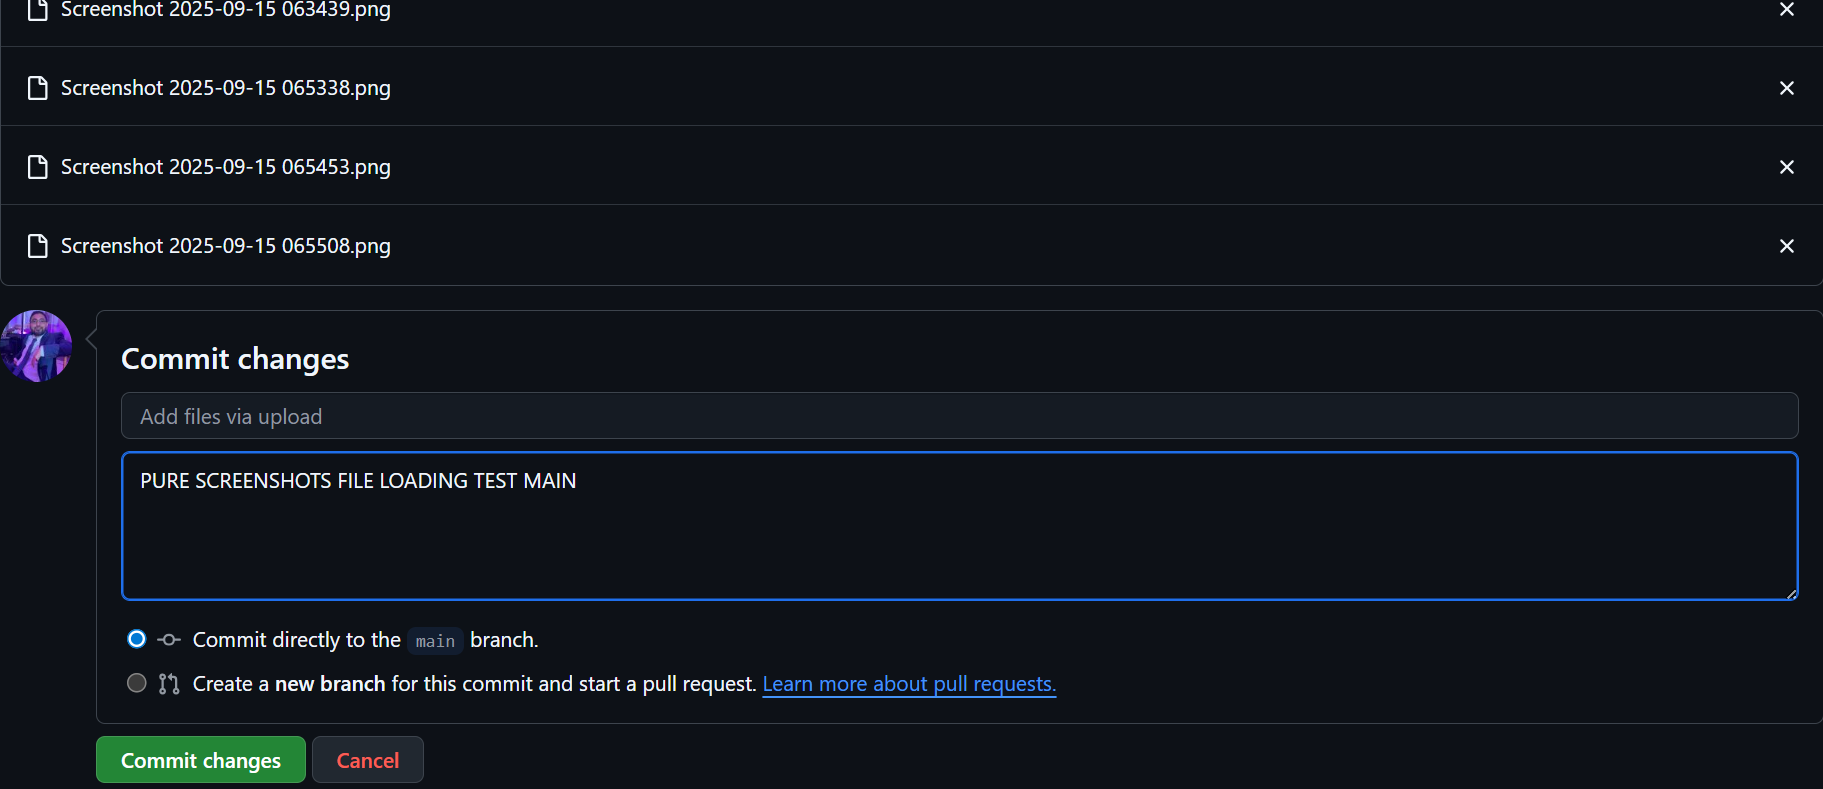 Screenshot 2025-09-15 063439.png
Screenshot 2025-09-15 065338.png
Screenshot 2025-09-15 065453.png
Screenshot 2025-09-15 065508.png
Commit changes
Add files via upload
PURE SCREENSHOTS FILE LOADING TEST MAIN
Commit directly to the main branch.
Create a new branch for this commit and start a pull request. Learn more about pull requests.
Commit changes Cancel